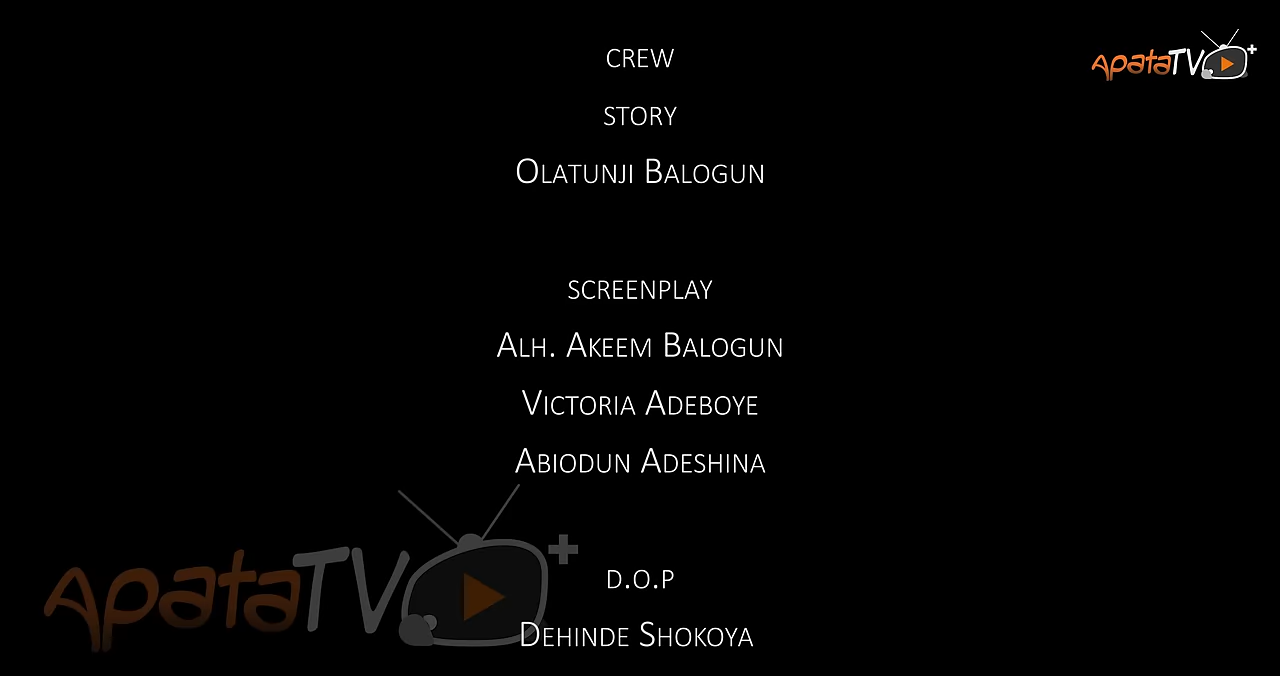 CREW
ApataTV+
STORY
OLATUNJI BALOGUN
SCREENPLAY
ALH. AKEEM BALOGUN
VICTORIA ADEBOYE
ABIODUN ADESHINA
ApataTV+
D.O.P
DEHINDE SHOKOYA